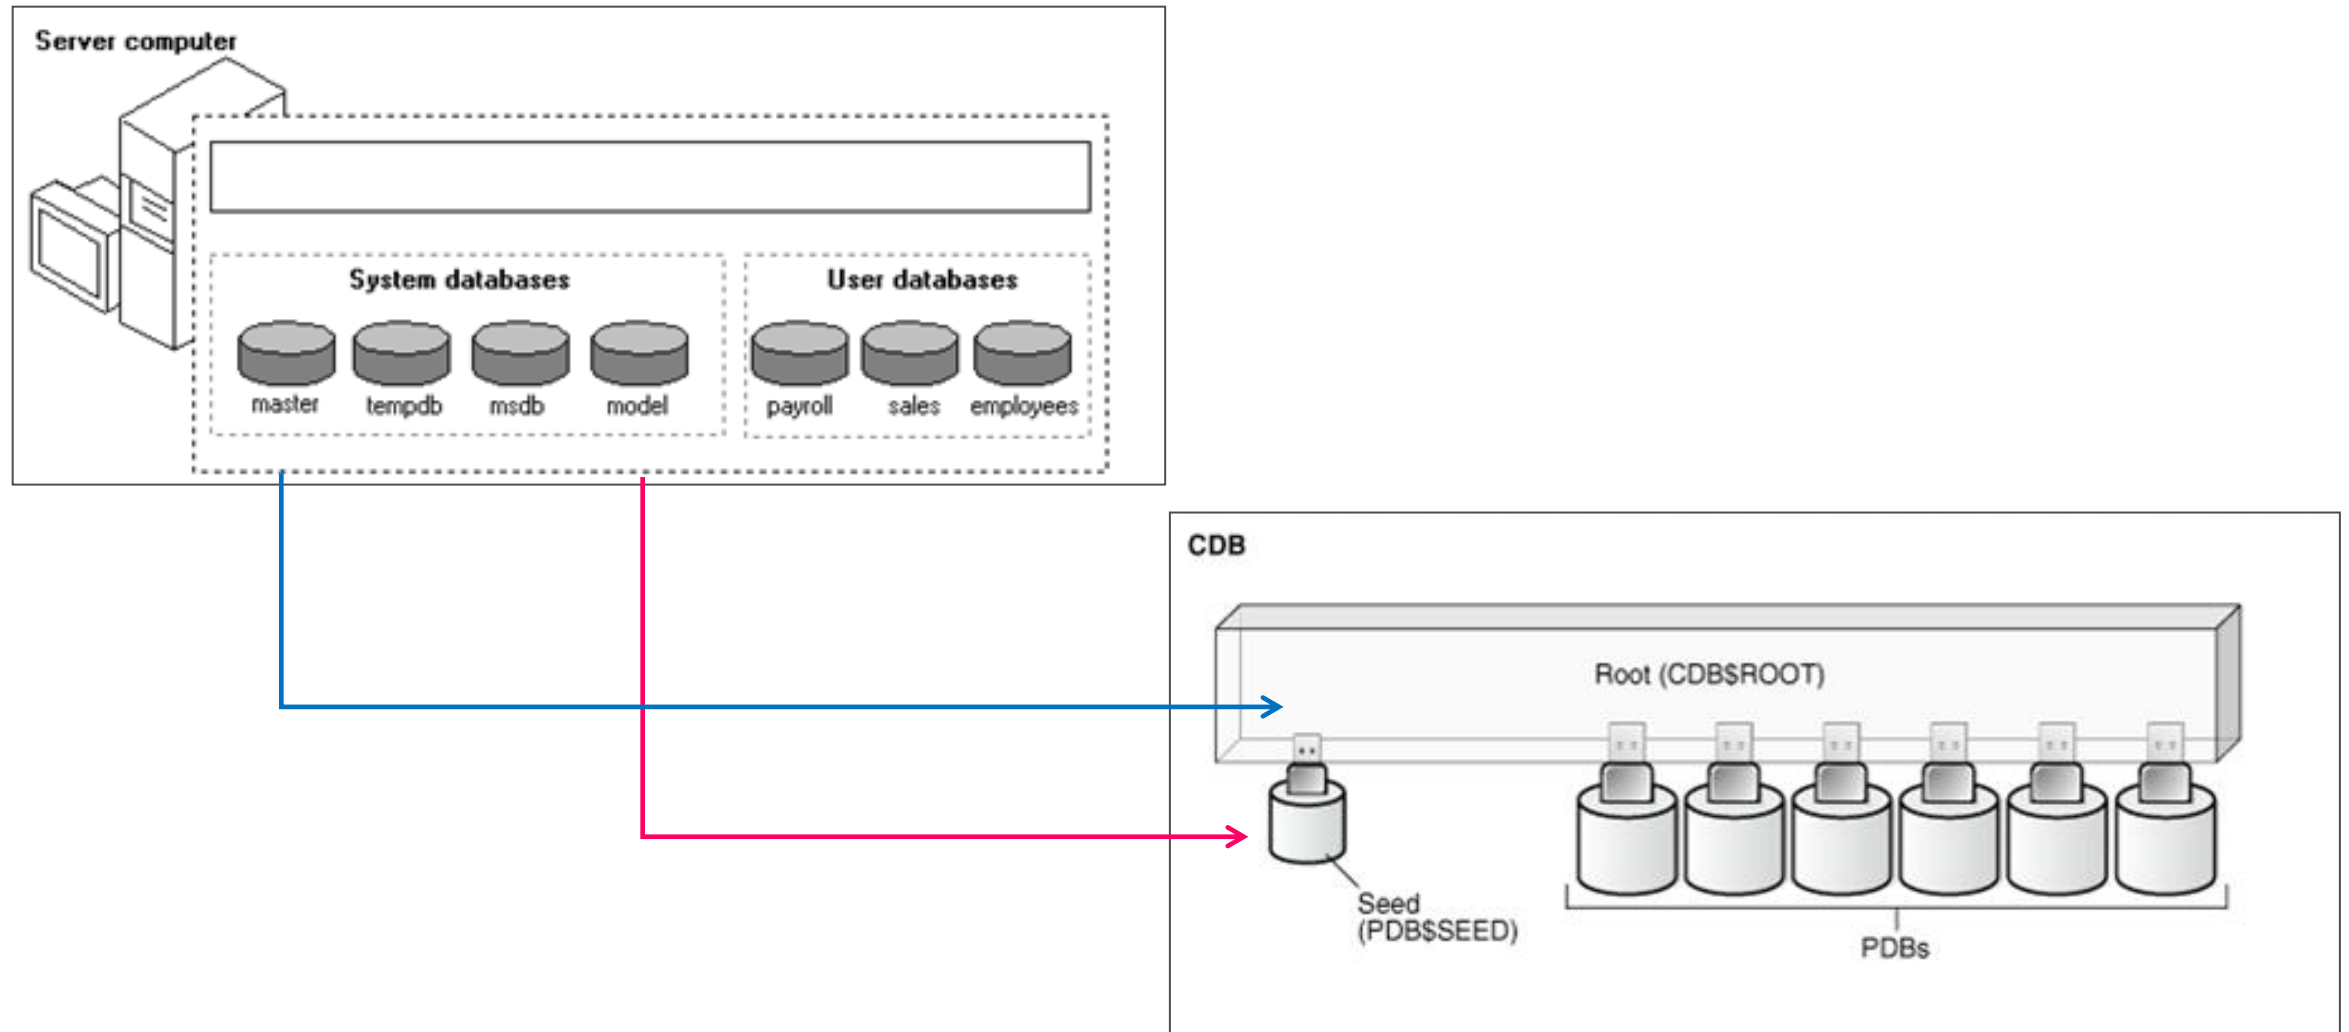 Server computer
System databases
User databases
master
tempdb
msdb
model
payroll
sales
employees
CDB
Root (CDB$ROOT)
Seed
(PDB$SEED)
PDBs